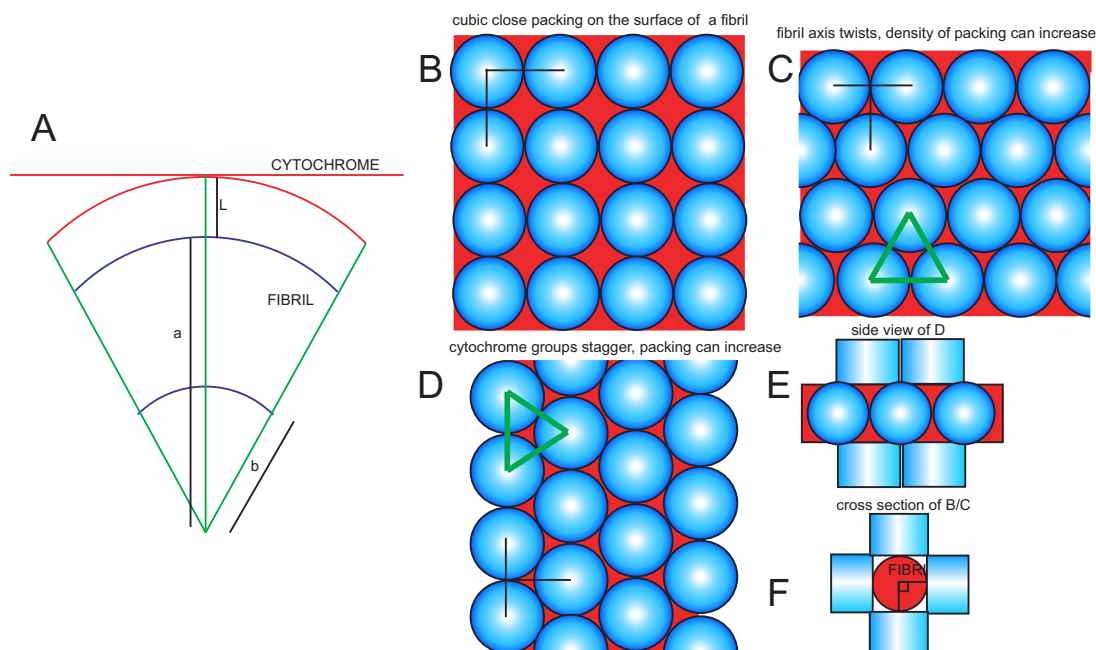 A
CYTOCHROME
L
FIBRIL
a
b
cubic close packing on the surface of a fibril
B
fibril axis twists, density of packing can increase
C
cytochrome groups stagger, packing can increase
D
side view of D
E
cross section of B/C
FIBRI
F